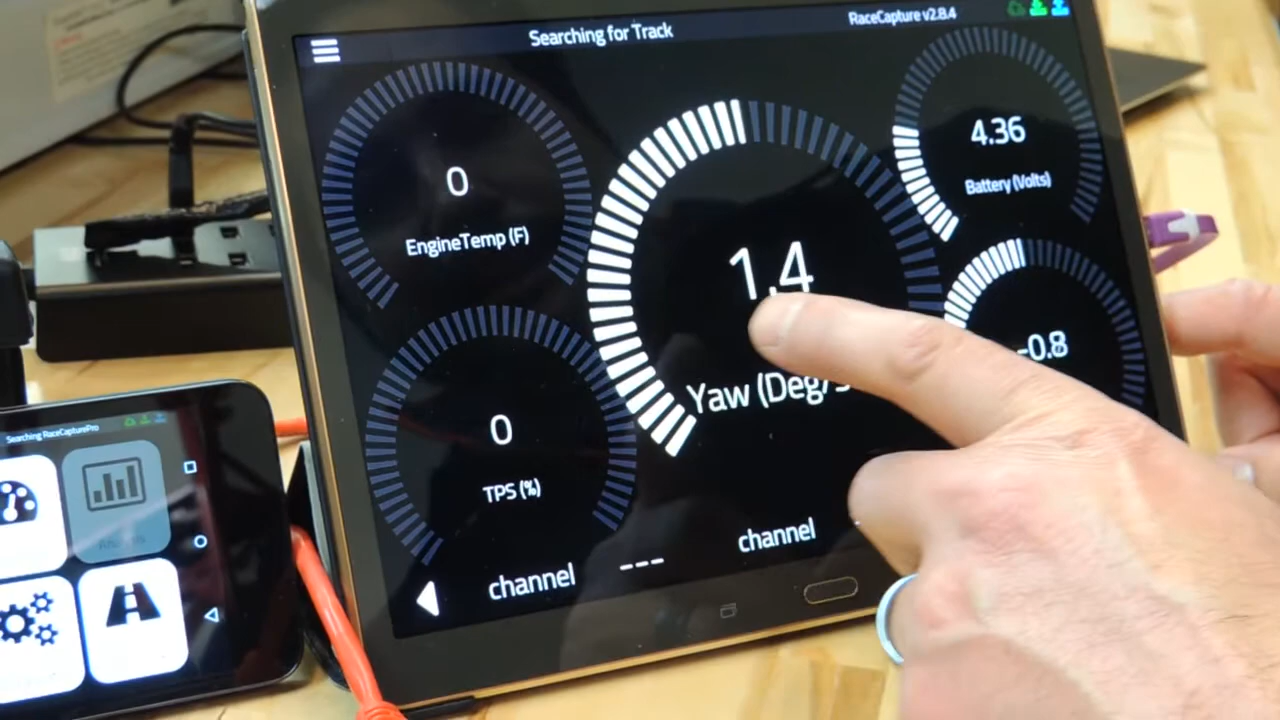 Searching for Track
RaceCapture v2.8.4
0
EngineTemp (F)
1.4
Yaw (Deg/s
4.36
Battery (Volts)
-0.8
0
TPS (%)
channel
---
channel
Searching RaceCapturePro
Analysis